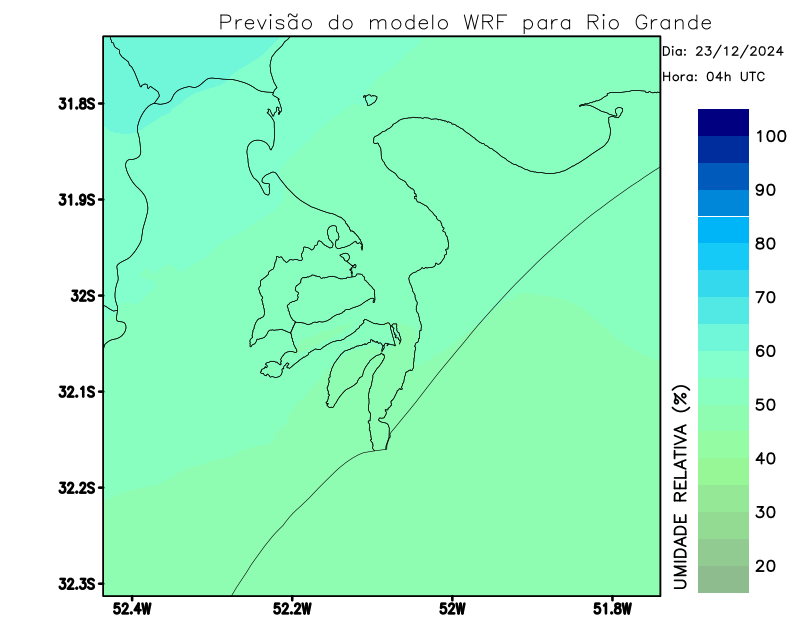 Previsão do modelo WRF para Rio Grande
Dia: 23/12/2024
Hora: 04h UTC
31.8S
31.9S
32S
32.1S
32.2S
32.3S
52.4W
52.2W
52W
51.8W
100
90
80
70
60
50
40
30
20
UMIDADE RELATIVA (%)